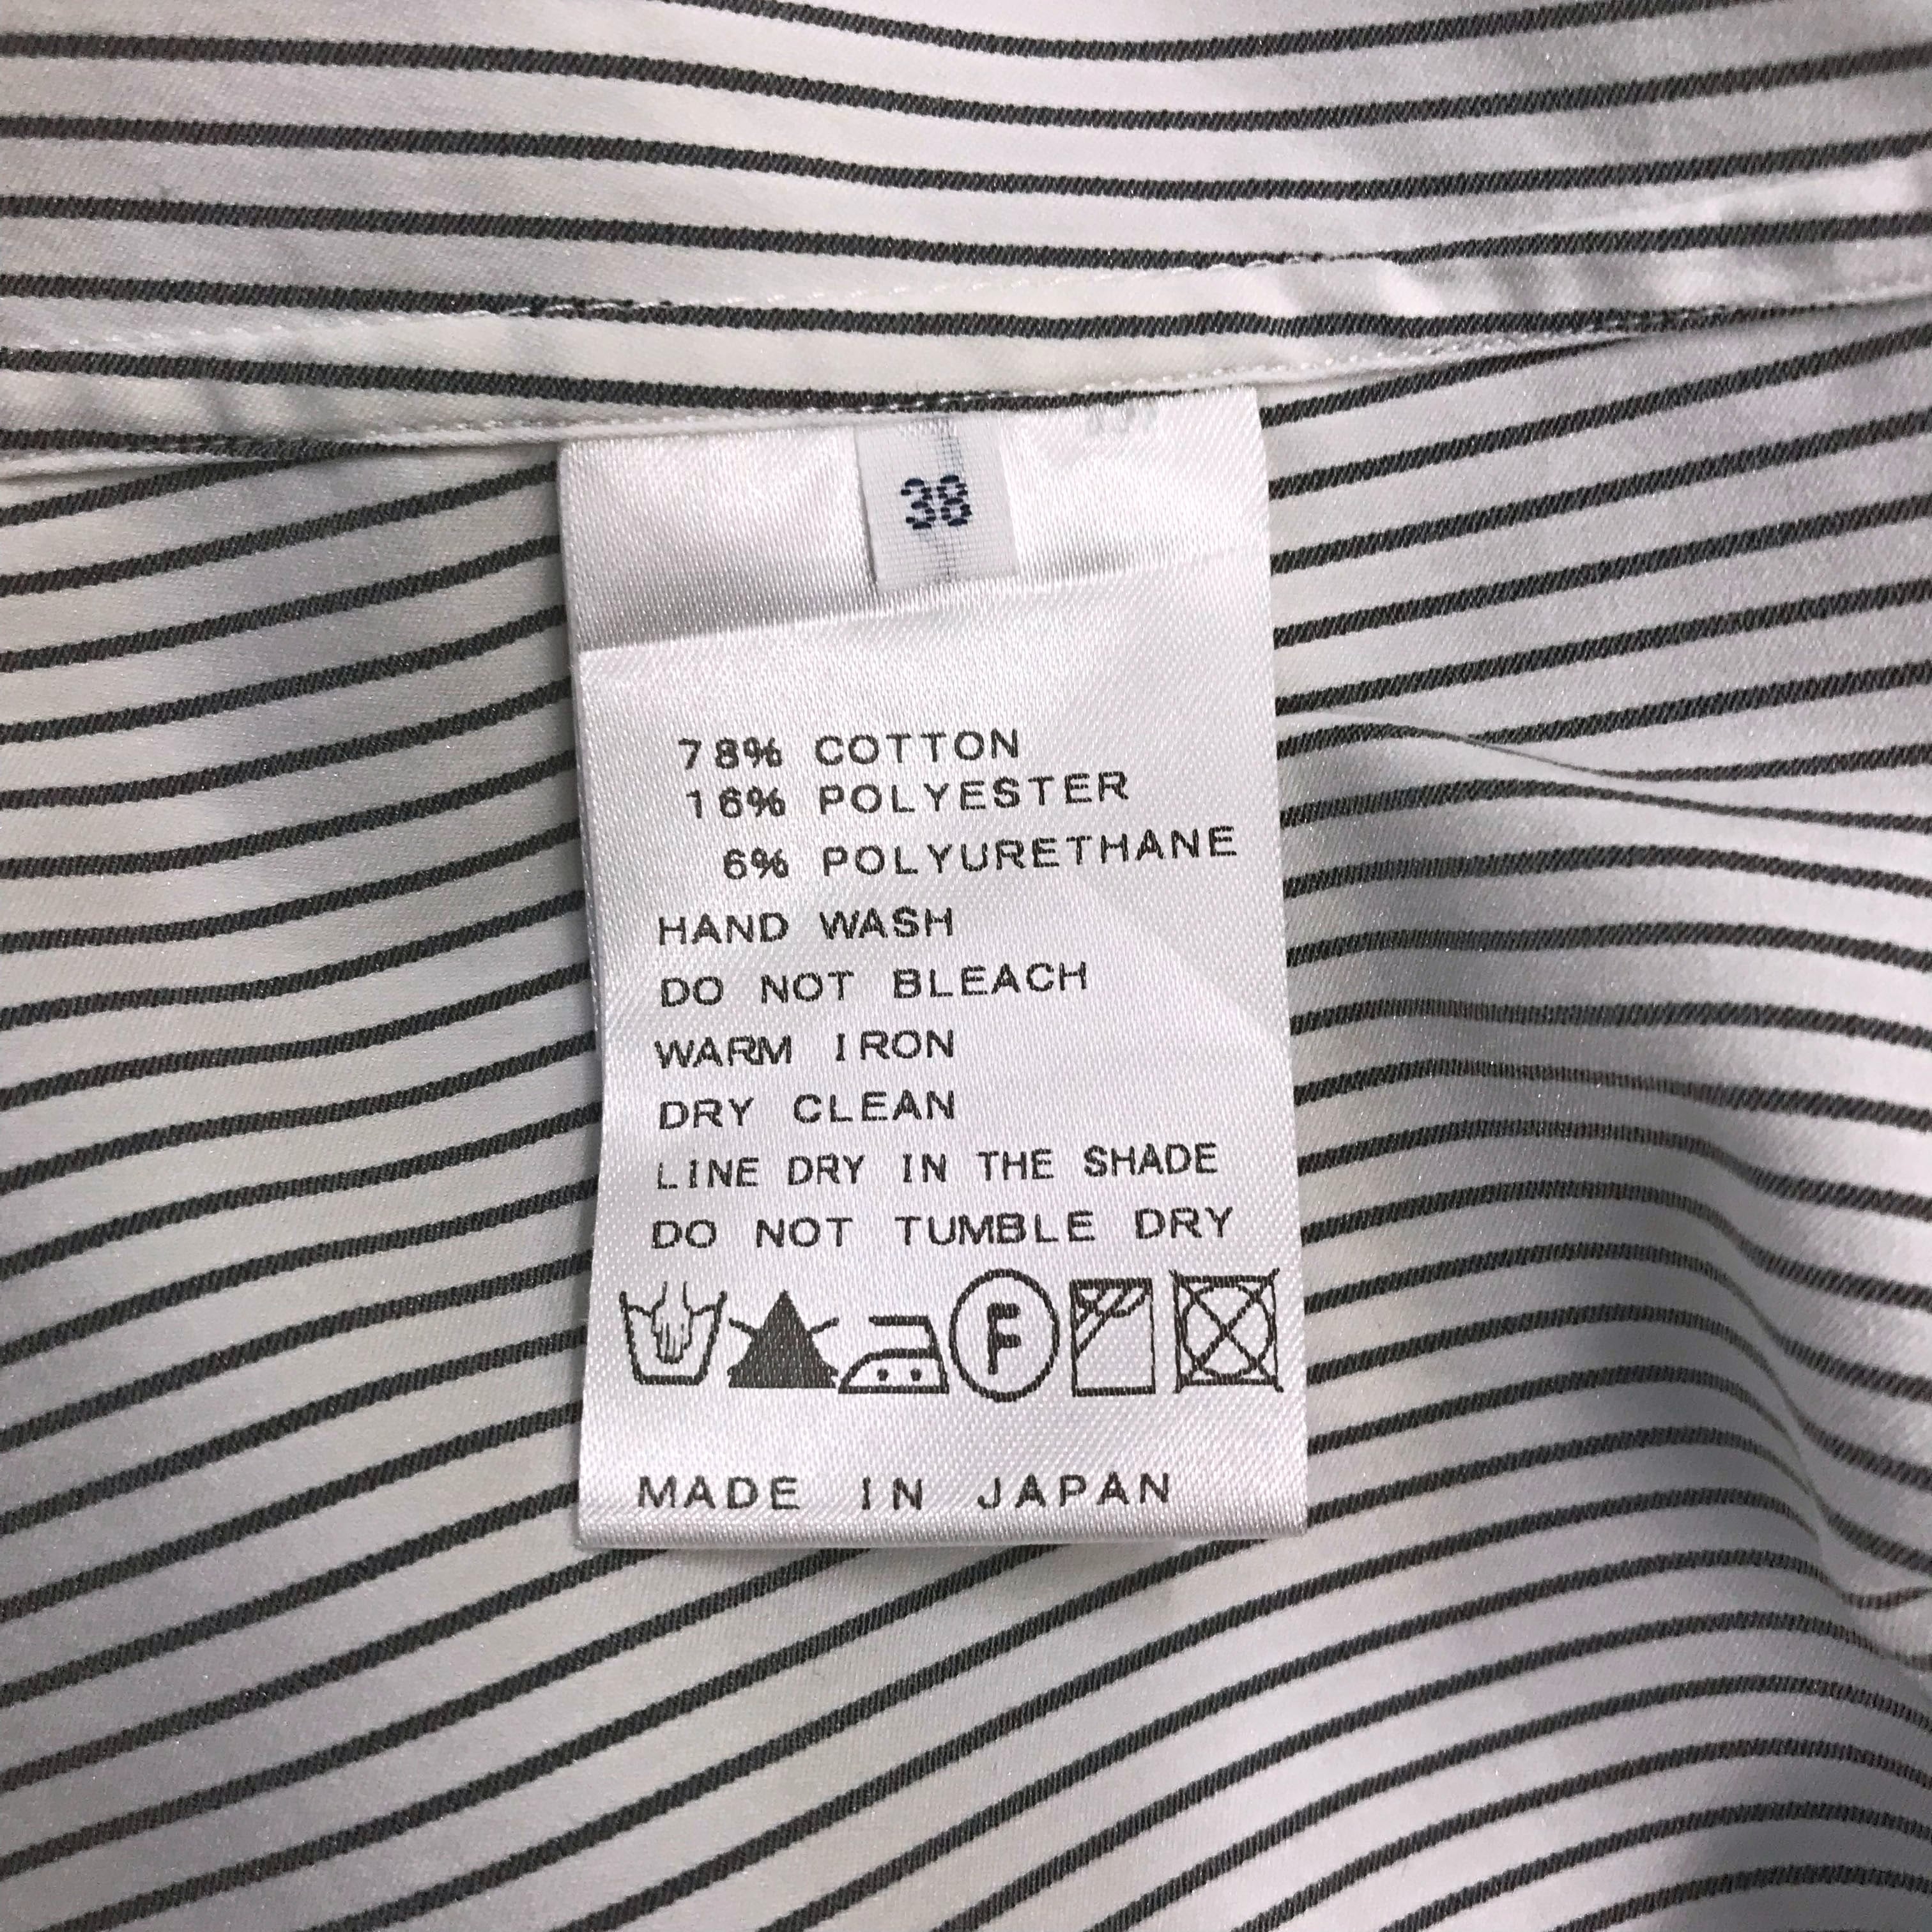 38
78% COTTON
16% POLYESTER
6% POLYURETHANE
HAND WASH
DO NOT BLEACH
WARM IRON
DRY CLEAN
LINE DRY IN THE SHADE
DO NOT TUMBLE DRY
F
MADE IN JAPAN